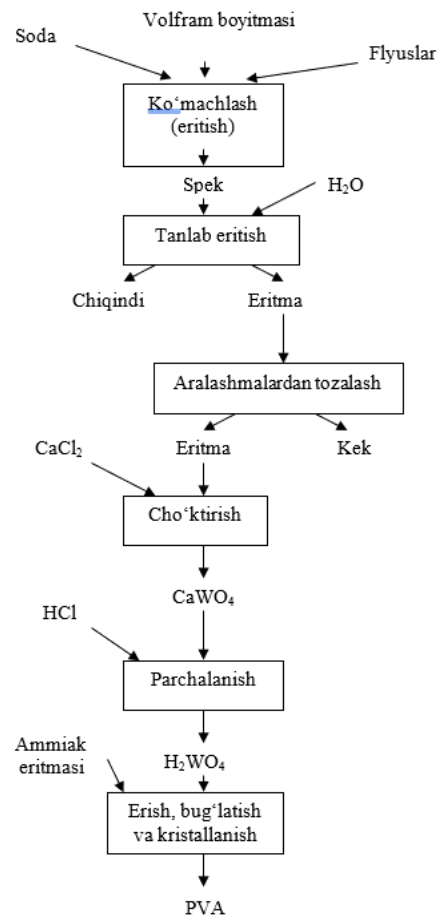 Volfram boyitmasi
Soda
Flyuslar
Ko‘machlash
(eritish)
Spek
H₂O
Tanlab eritish
Chiqindi
Eritma
Aralashmalardan tozalash
CaCl₂
Eritma
Kek
Cho‘ktirish
CaWO₄
HCl
Parchalanish
Ammiak
eritmasi
H₂WO₄
Erish, bug‘latish
va kristallanish
PVA